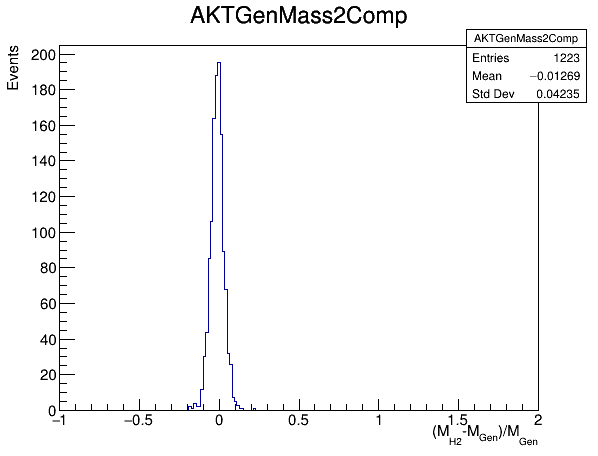 AKTGenMass2Comp
AKTGenMass2Comp
Entries 1223
Mean −0.01269
Std Dev 0.04235
Events
200
180
160
140
120
100
80
60
40
20
0
−1 −0.5 0 0.5 1 1.5 2
(M_H2-M_Gen)/M_Gen